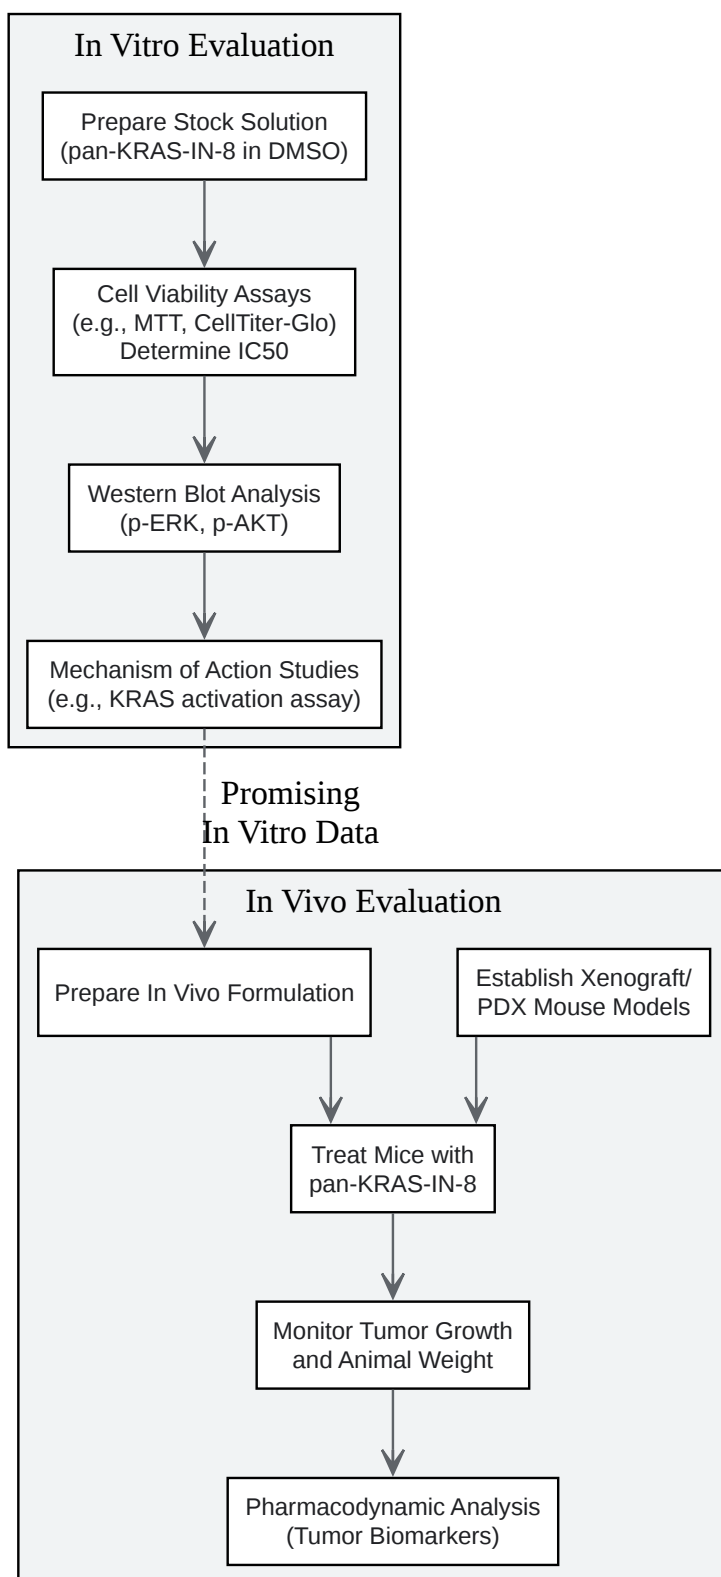 In Vitro Evaluation
Prepare Stock Solution
(pan-KRAS-IN-8 in DMSO)
Cell Viability Assays
(e.g., MTT, CellTiter-Glo)
Determine IC50
Western Blot Analysis
(p-ERK, p-AKT)
Mechanism of Action Studies
(e.g., KRAS activation assay)
Promising
In Vitro Data
In Vivo Evaluation
Prepare In Vivo Formulation
Establish Xenograft/
PDX Mouse Models
Treat Mice with
pan-KRAS-IN-8
Monitor Tumor Growth
and Animal Weight
Pharmacodynamic Analysis
(Tumor Biomarkers)